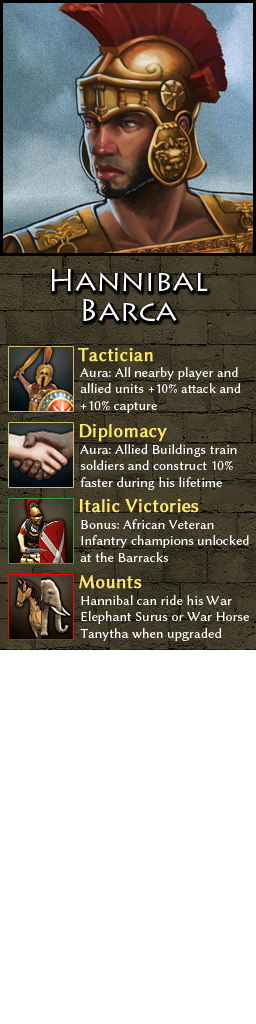 Hannibal
Barca
Tactician
Aura: All nearby player and
allied units +10% attack and
+10% capture
Diplomacy
Aura: Allied Buildings train
soldiers and construct 10%
faster during his lifetime
Italic Victories
Bonus: African Veteran
Infantry champions unlocked
at the Barracks
Mounts
Hannibal can ride his War
Elephant Surus or War Horse
Tanytha when upgraded